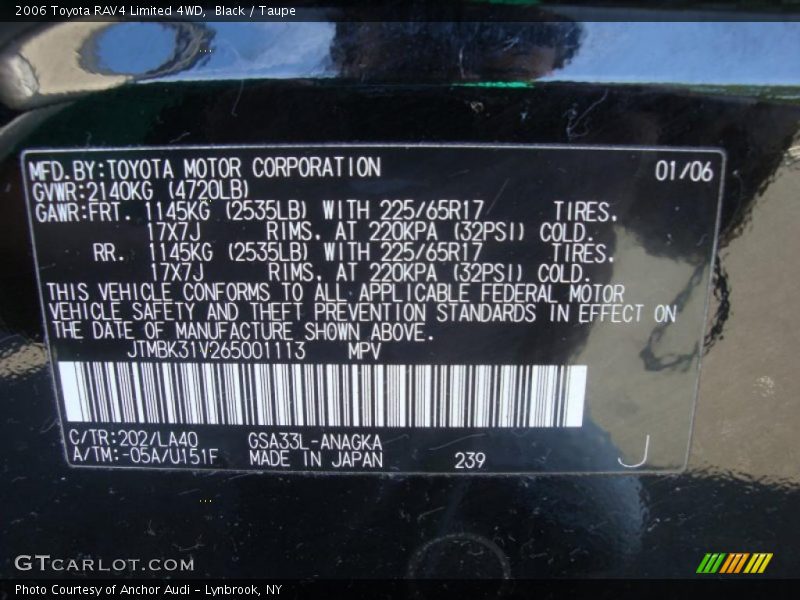 2006 Toyota RAV4 Limited 4WD,  Black / Taupe
MFD.BY:TOYOTA MOTOR CORPORATION 01/06
GVWR:2140KG (4720LB)
GAWR:FRT. 1145KG (2535LB) WITH 225/65R17 TIRES.
17X7J RIMS. AT 220KPA (32PSI) COLD.
RR. 1145KG (2535LB) WITH 225/65R17 TIRES.
17X7J RIMS. AT 220KPA (32PSI) COLD.
THIS VEHICLE CONFORMS TO ALL APPLICABLE FEDERAL MOTOR
VEHICLE SAFETY AND THEFT PREVENTION STANDARDS IN EFFECT ON
THE DATE OF MANUFACTURE SHOWN ABOVE.
JTMBK31V265001113 MPV
C/TR:202/LA40 GSA33L-ANAGKA
A/TM:-05A/U151F MADE IN JAPAN 239 J
GTCARLOT.COM
Photo Courtesy of Anchor Audi - Lynbrook, NY